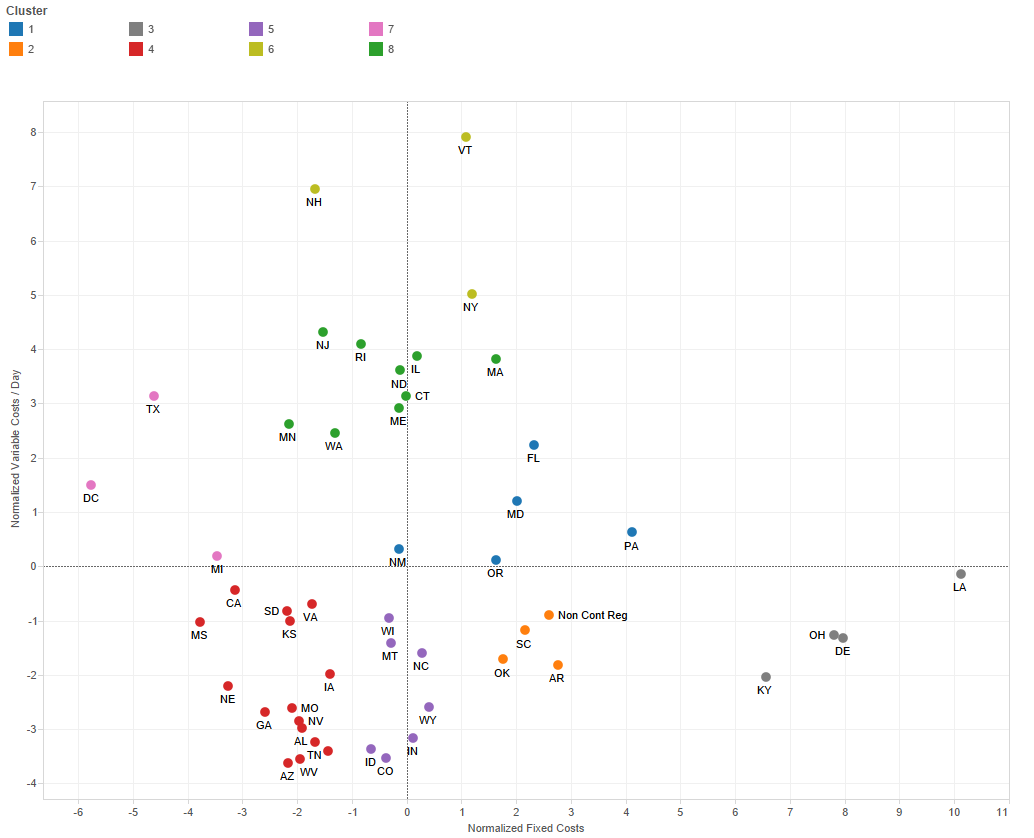 Cluster
1 3 5 7
2 4 6 8
8
VT
7
NH
6
5
NY
4
NJ
RI
IL
MA
ND
3
TX
CT
ME
MN
WA
FL
2
DC
1
MD
PA
NM
OR
0
MI
LA
CA
SD
VA
Non Cont Reg
-1
MS
KS
WI
SC
OH
DE
MT
NC
OK
AR
-2
IA
KY
NE
MO
GA
NV
WY
-3
AL
TN
IN
ID
CO
WV
AZ
-4
Normalized Variable Costs / Day
-6 -5 -4 -3 -2 -1 0 1 2 3 4 5 6 7 8 9 10 11
Normalized Fixed Costs